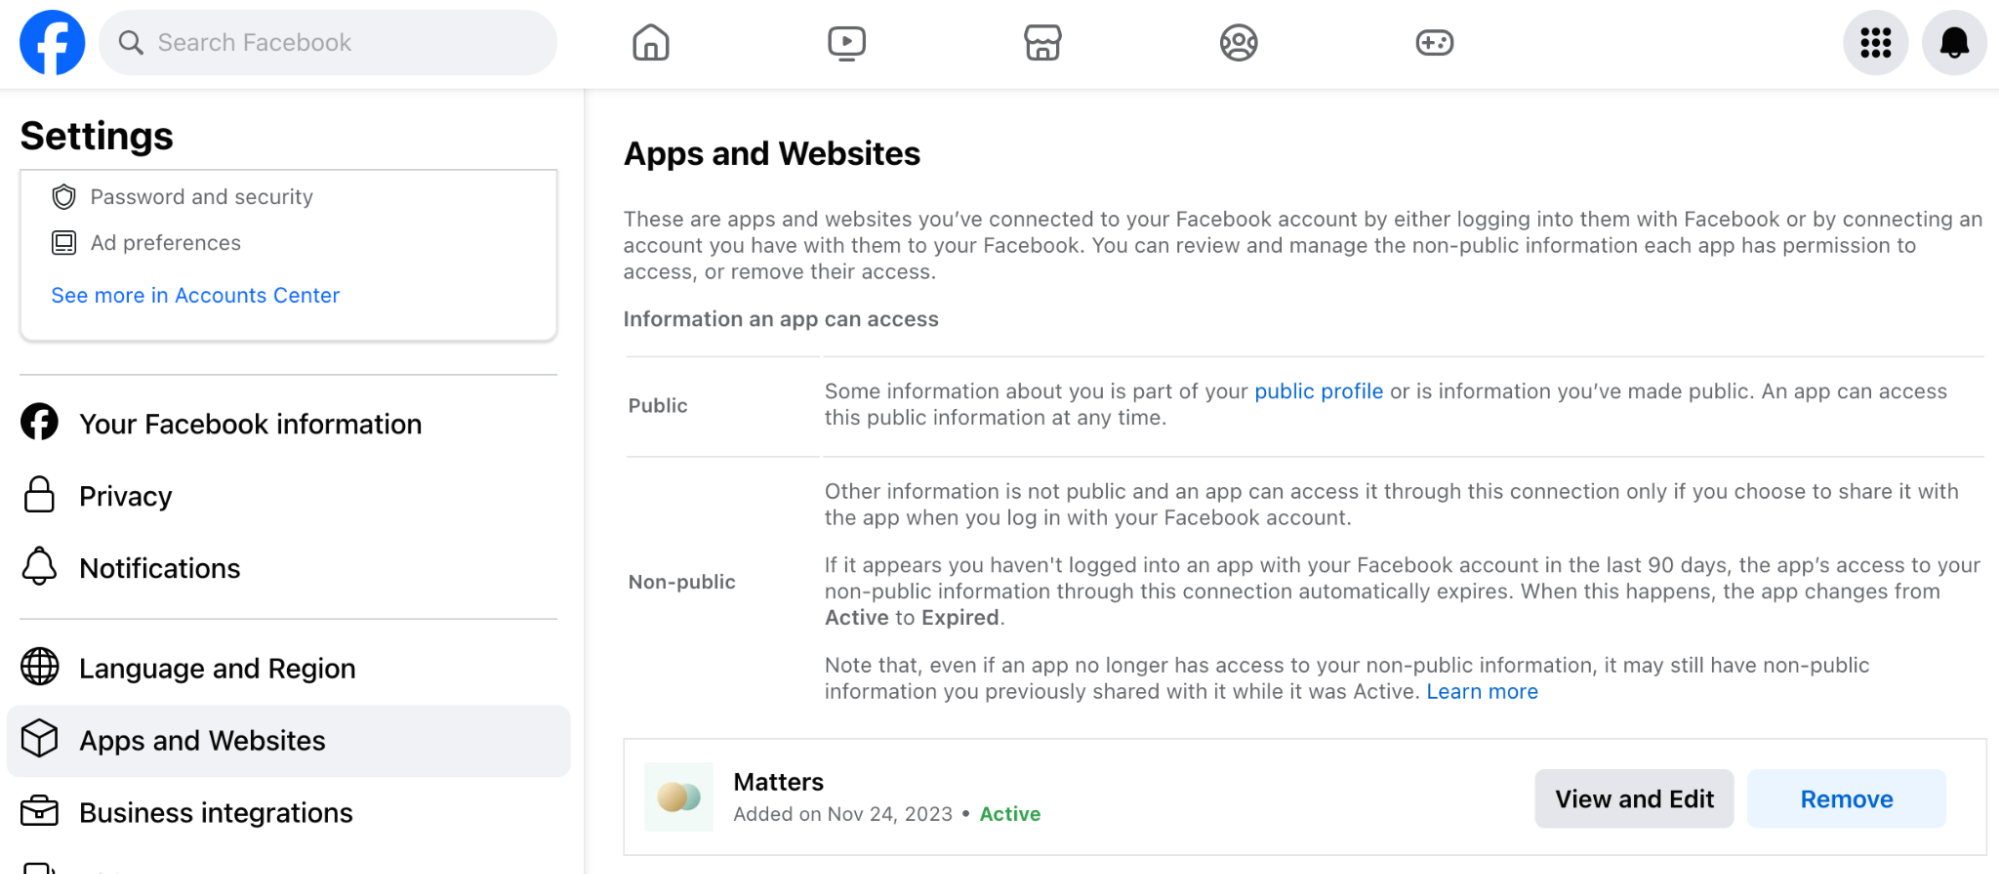 Search Facebook
Settings
Password and security
Ad preferences
See more in Accounts Center
Your Facebook information
Privacy
Notifications
Language and Region
Apps and Websites
Business integrations
Apps and Websites
These are apps and websites you’ve connected to your Facebook account by either logging into them with Facebook or by connecting an
account you have with them to your Facebook. You can review and manage the non-public information each app has permission to
access, or remove their access.
Information an app can access
Public
Some information about you is part of your public profile or is information you’ve made public. An app can access
this public information at any time.
Non-public
Other information is not public and an app can access it through this connection only if you choose to share it with
the app when you log in with your Facebook account.
If it appears you haven't logged into an app with your Facebook account in the last 90 days, the app’s access to your
non-public information through this connection automatically expires. When this happens, the app changes from
Active to Expired.
Note that, even if an app no longer has access to your non-public information, it may still have non-public
information you previously shared with it while it was Active. Learn more
Matters
Added on Nov 24, 2023 • Active
View and Edit
Remove